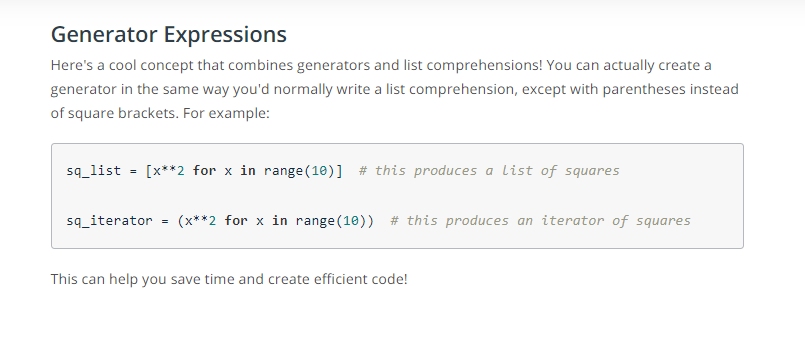 Generator Expressions
Here's a cool concept that combines generators and list comprehensions! You can actually create a
generator in the same way you'd normally write a list comprehension, except with parentheses instead
of square brackets. For example:
sq_list = [x**2 for x in range(10)]  # this produces a list of squares
sq_iterator = (x**2 for x in range(10))  # this produces an iterator of squares
This can help you save time and create efficient code!